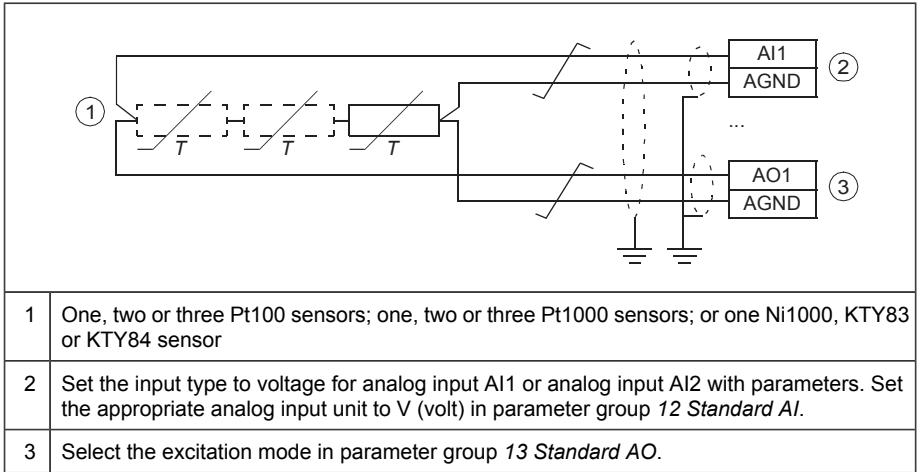 AI1
AGND
2
1
T
T
T
...
AO1
AGND
3
1 One, two or three Pt100 sensors; one, two or three Pt1000 sensors; or one Ni1000, KTY83
or KTY84 sensor
2 Set the input type to voltage for analog input AI1 or analog input AI2 with parameters. Set
the appropriate analog input unit to V (volt) in parameter group 12 Standard AI.
3 Select the excitation mode in parameter group 13 Standard AO.